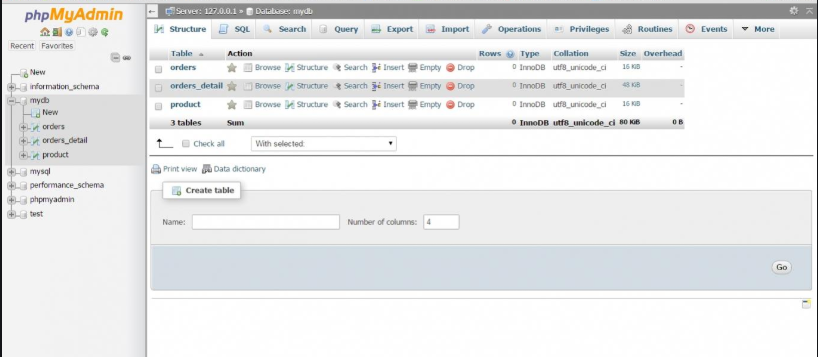 phpMyAdmin
Recent Favorites
New
information_schema
mydb
New
orders
orders_detail
product
mysql
performance_schema
phpmyadmin
test
Server: 127.0.0.1 » Database: mydb
Structure SQL Search Query Export Import Operations Privileges Routines Events More
Table Action Rows Type Collation Size Overhead
orders Browse Structure Search Insert Empty Drop 0 InnoDB utf8_unicode_ci 16 KiB -
orders_detail Browse Structure Search Insert Empty Drop 0 InnoDB utf8_unicode_ci 48 KiB -
product Browse Structure Search Insert Empty Drop 0 InnoDB utf8_unicode_ci 16 KiB -
3 tables Sum 0 InnoDB utf8_unicode_ci 80 KiB 0 B
Check all With selected:
Print view Data dictionary
Create table
Name: Number of columns: 4
Go